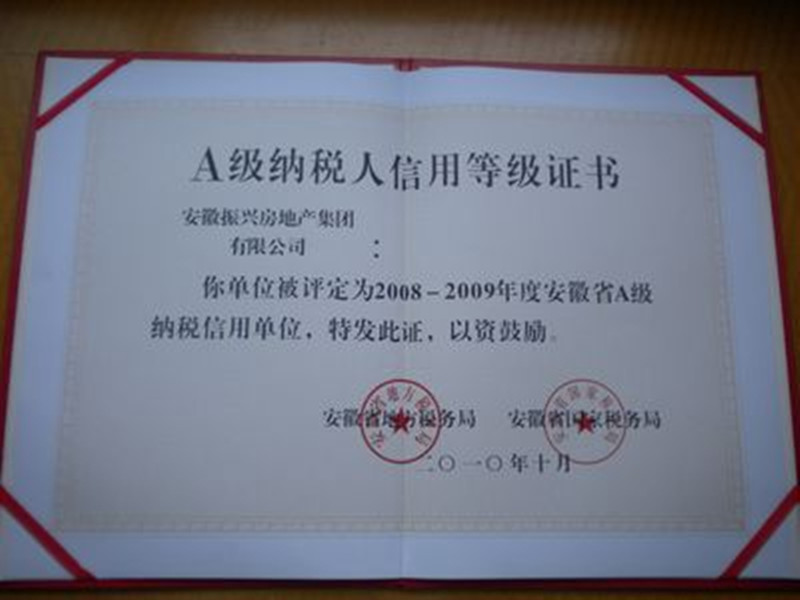 A级纳税人信用等级证书
安徽振兴房地产集团
有限公司 ：
你单位被评定为2008－2009年度安徽省A级
纳税信用单位，特发此证，以资鼓励。
安徽省地方税务局 安徽省国家税务局
二〇一〇年十月